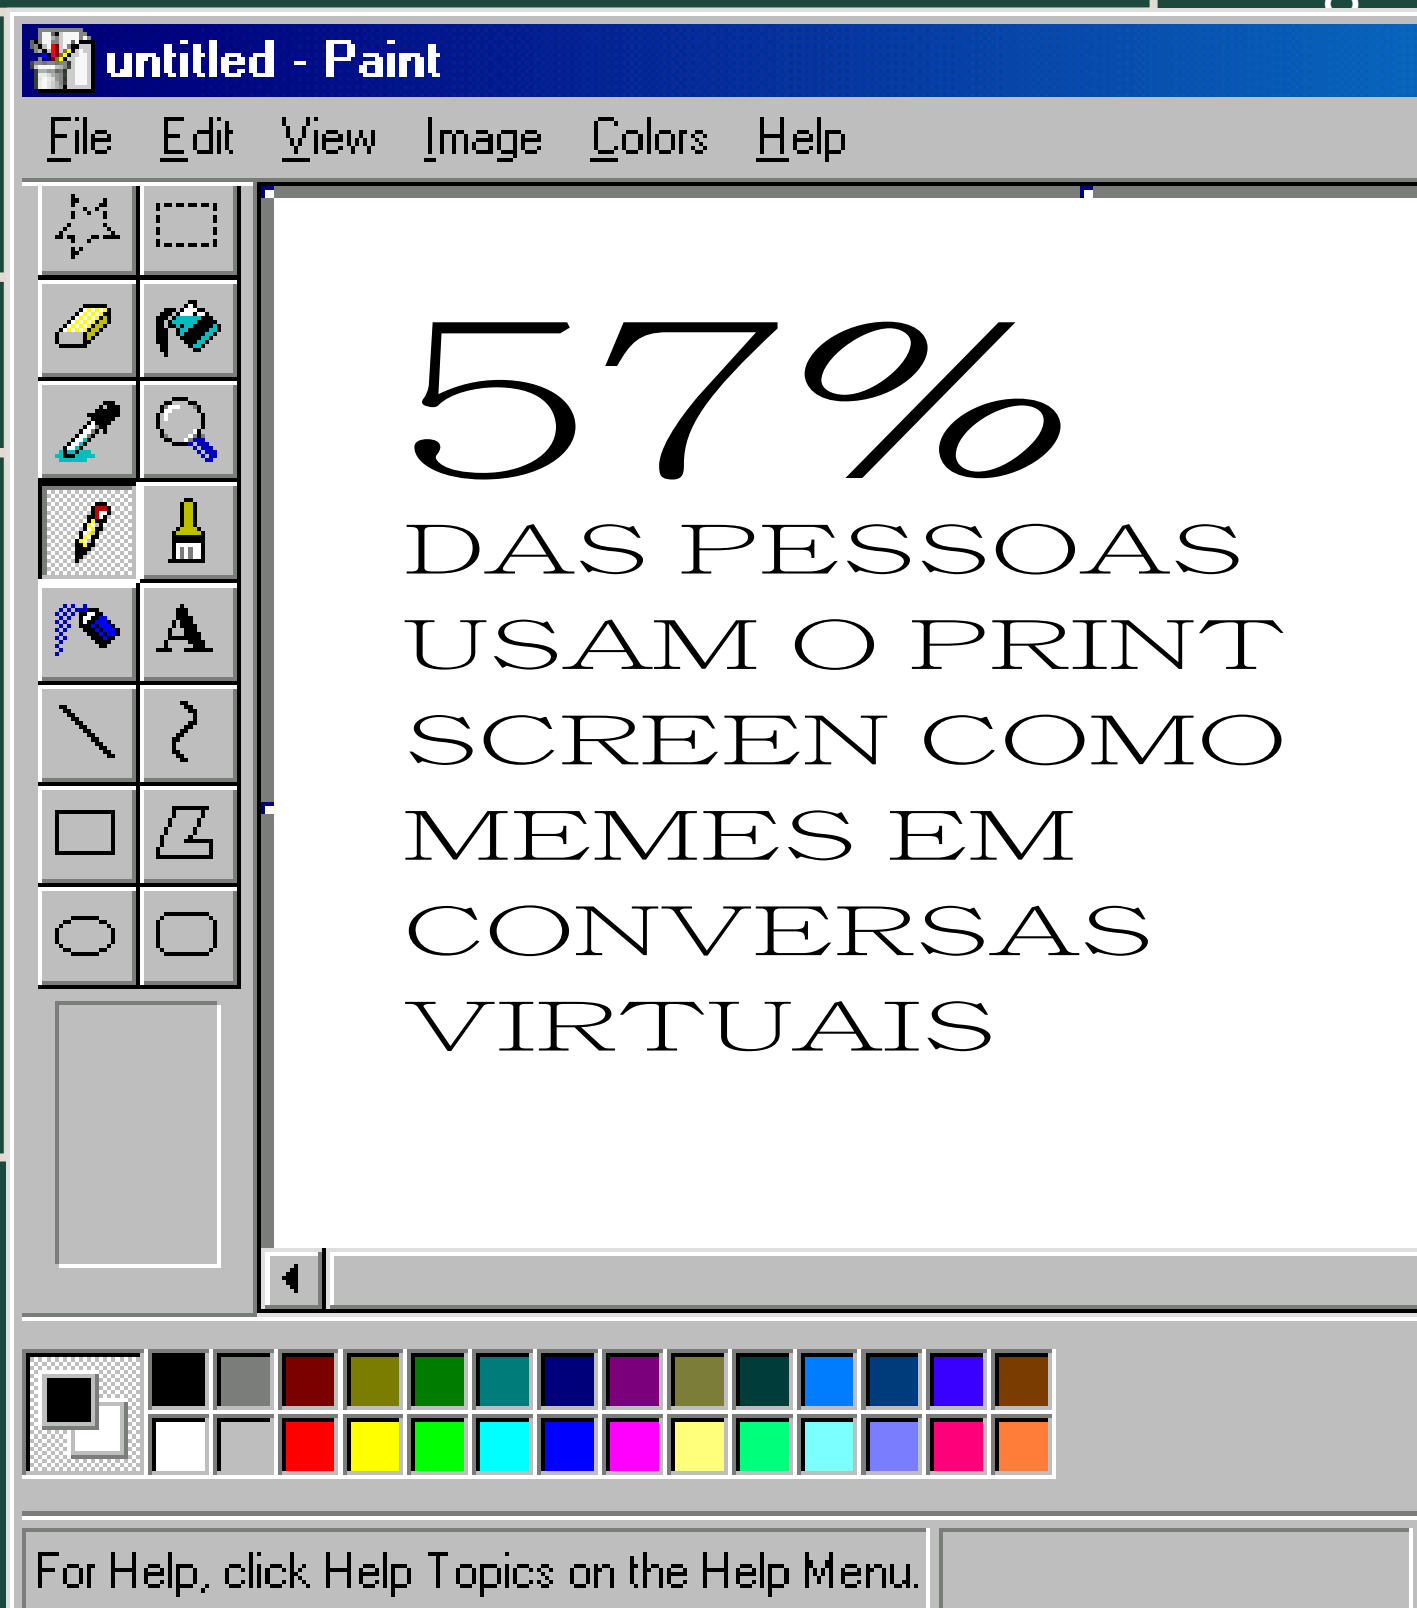 untitled - Paint
File Edit View Image Colors Help
A
57%
DAS PESSOAS
USAM O PRINT
SCREEN COMO
MEMES EM
CONVERSAS
VIRTUAIS
For Help, click Help Topics on the Help Menu.